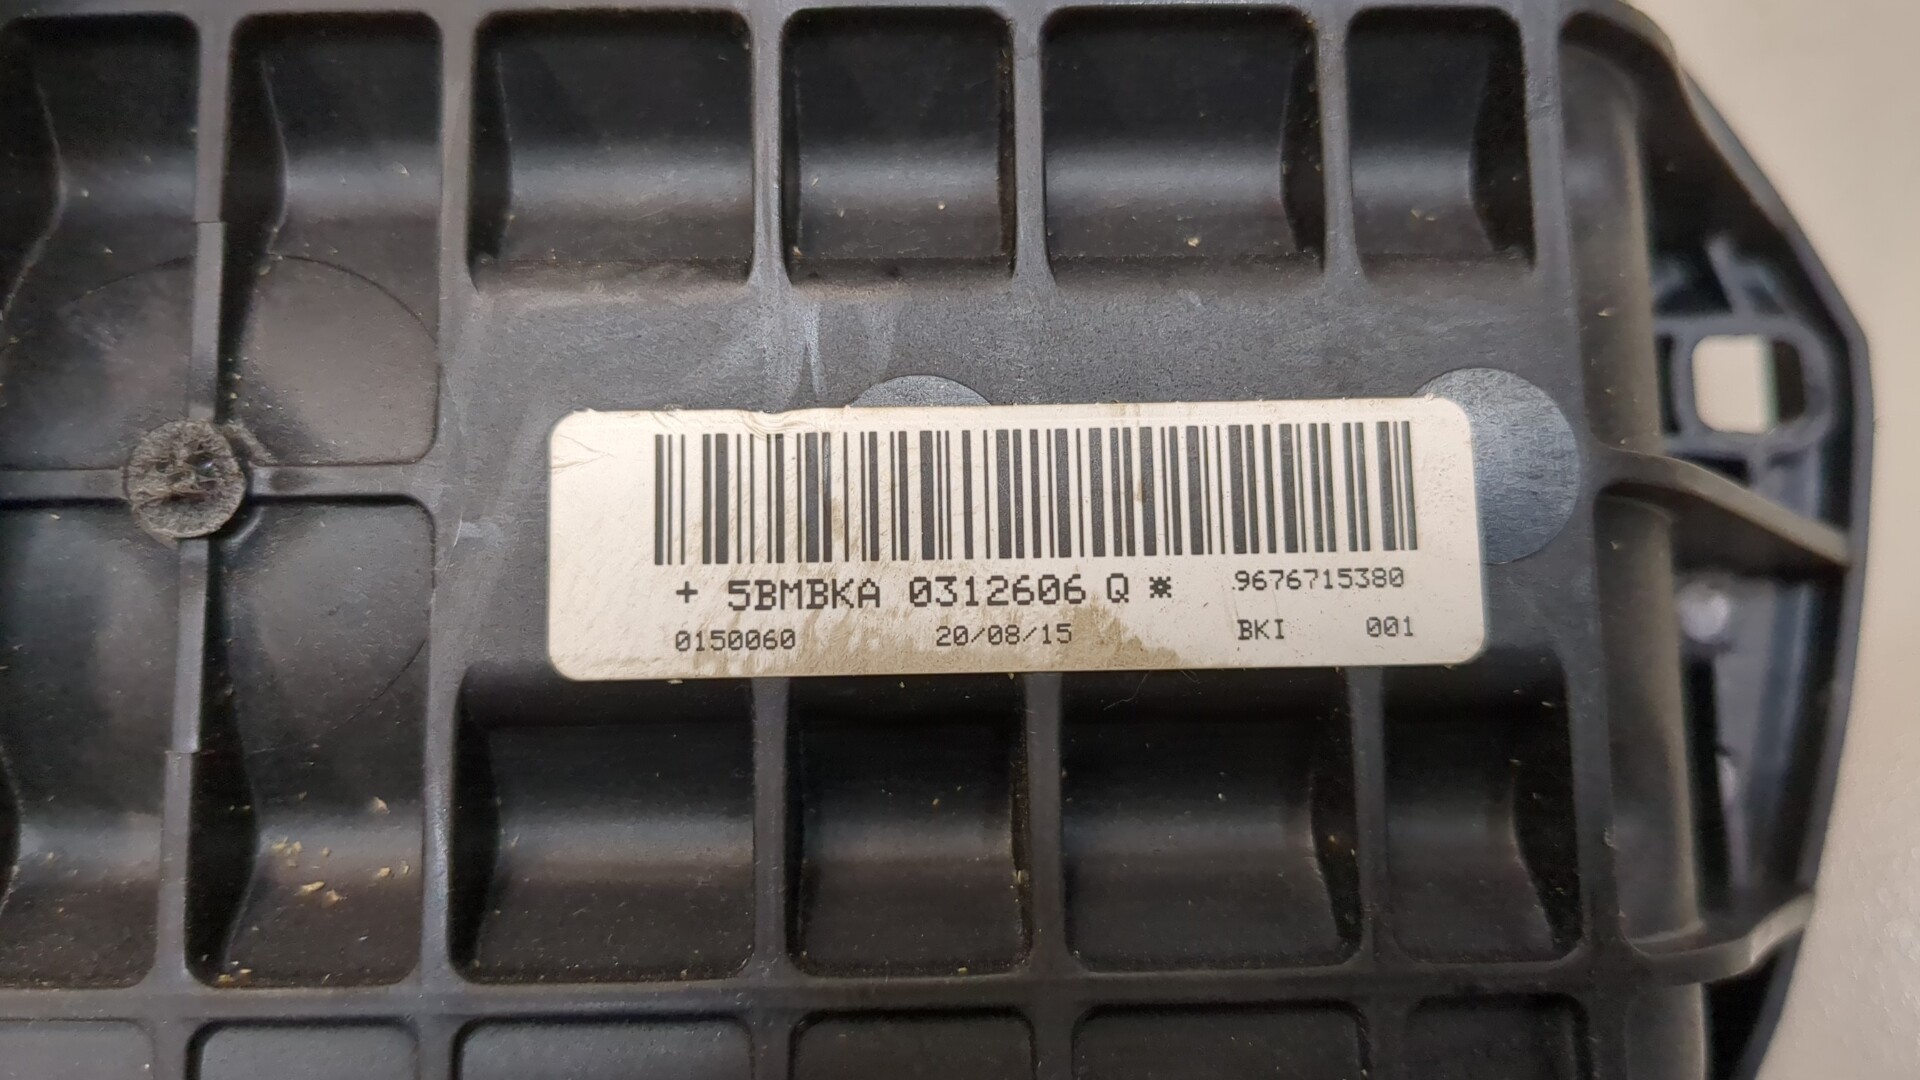 + 5BMBKA 0312606 Q * 9676715380
0150060 20/08/15 BKI 001